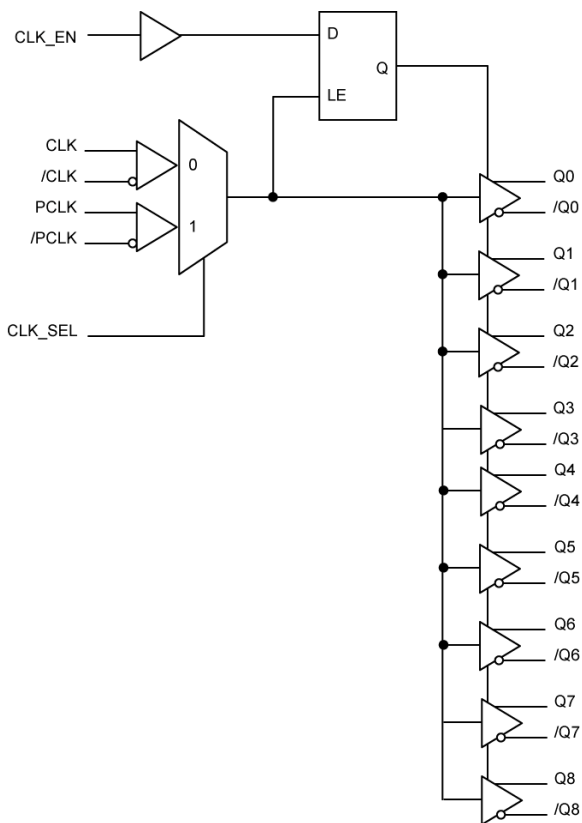 CLK_EN
D
Q
LE
CLK
/CLK
PCLK
/PCLK
0
1
CLK_SEL
Q0
/Q0
Q1
/Q1
Q2
/Q2
Q3
/Q3
Q4
/Q4
Q5
/Q5
Q6
/Q6
Q7
/Q7
Q8
/Q8